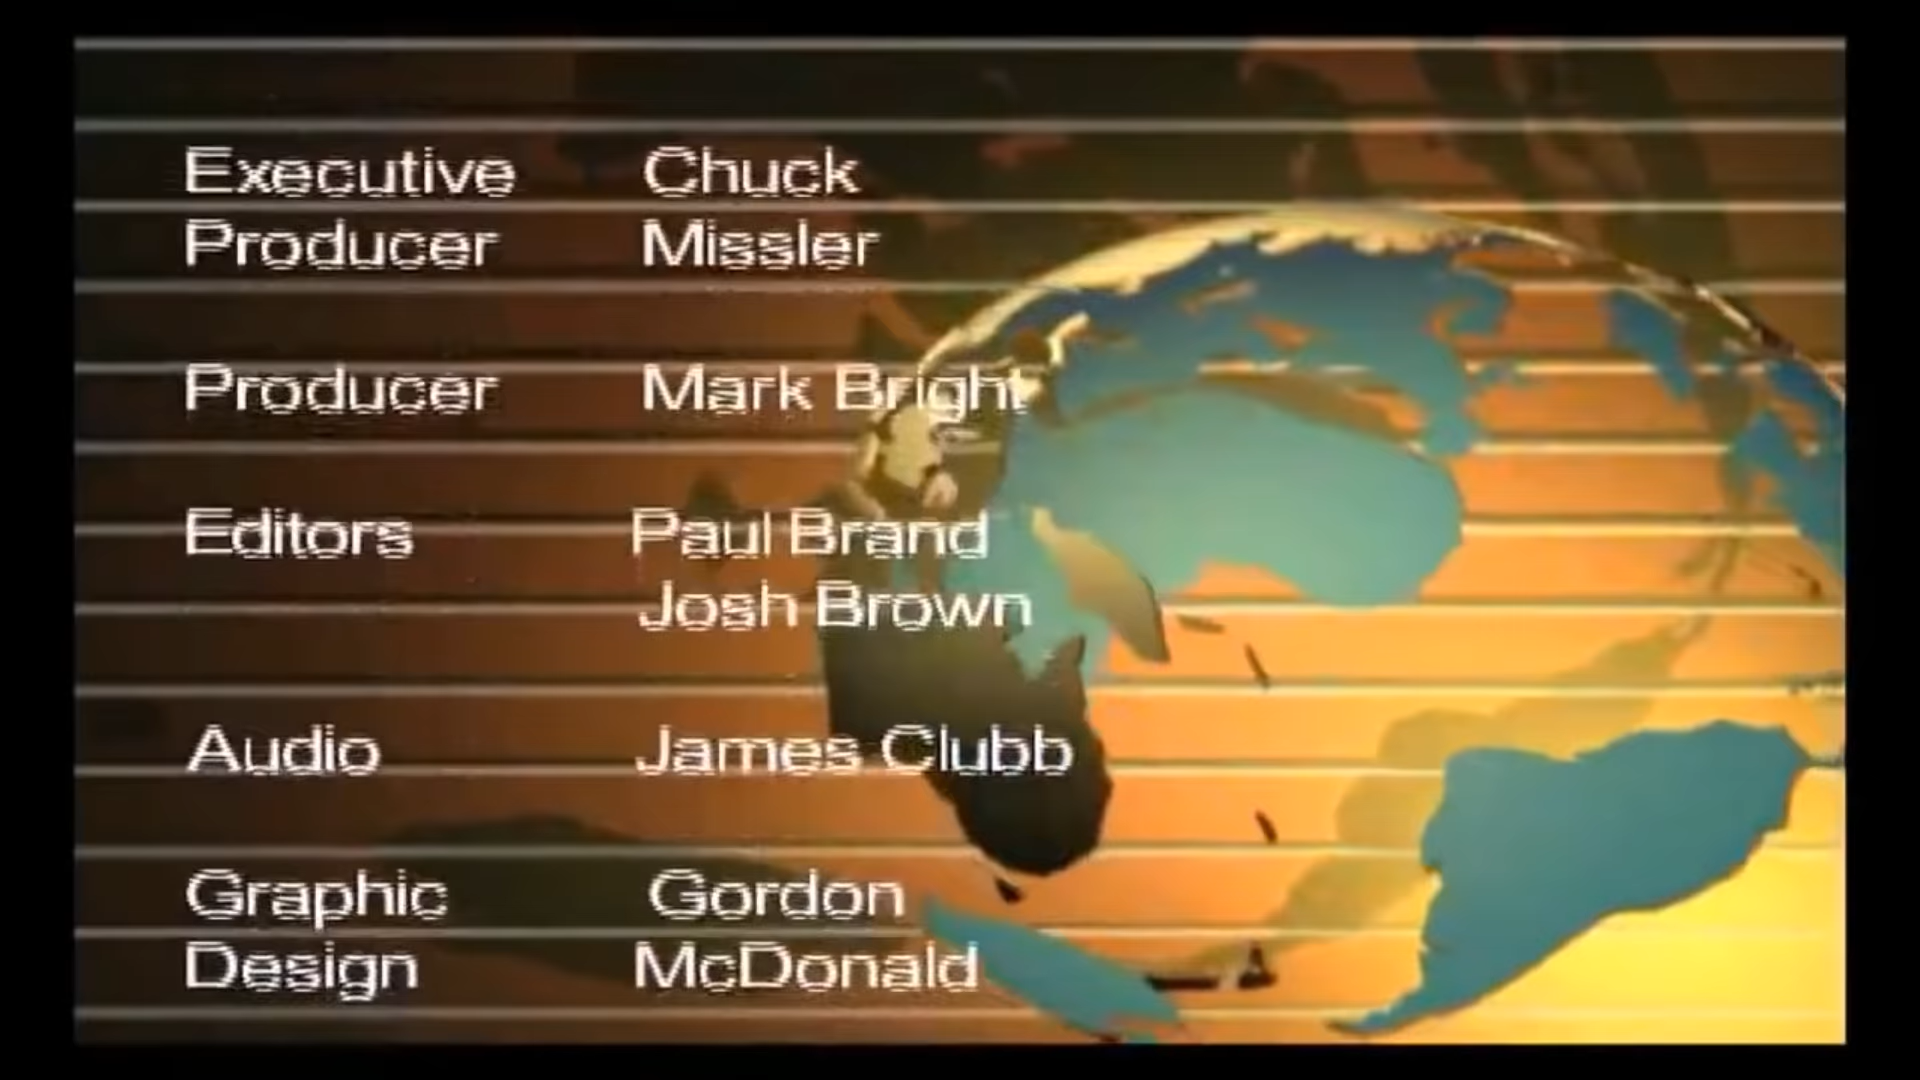 Executive Chuck
Producer Missler
Producer Mark Bright
Editors Paul Brand
Josh Brown
Audio James Clubb
Graphic Gordon
Design McDonald